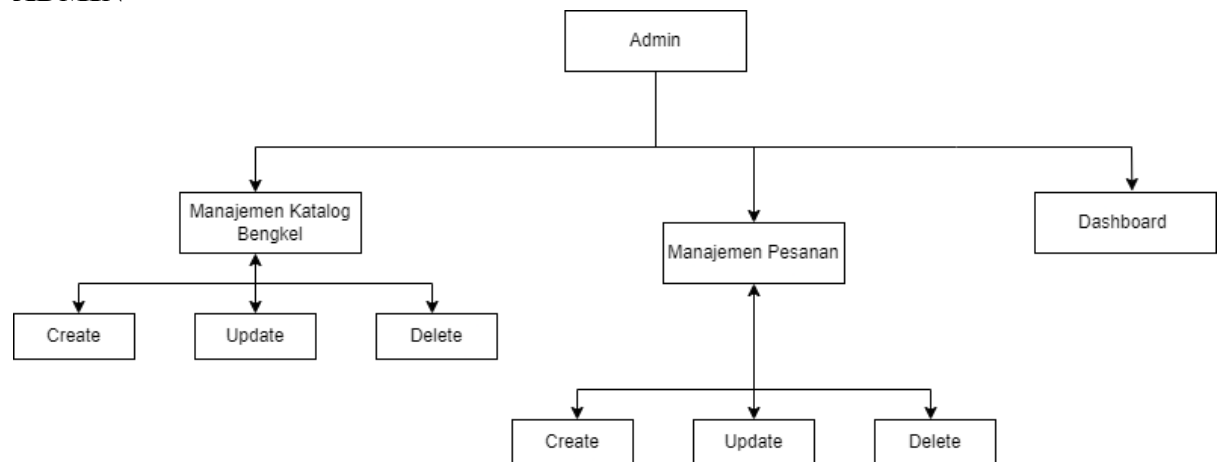 ADMIN
Admin
Manajemen Katalog
Bengkel
Manajemen Pesanan
Dashboard
Create
Update
Delete
Create
Update
Delete